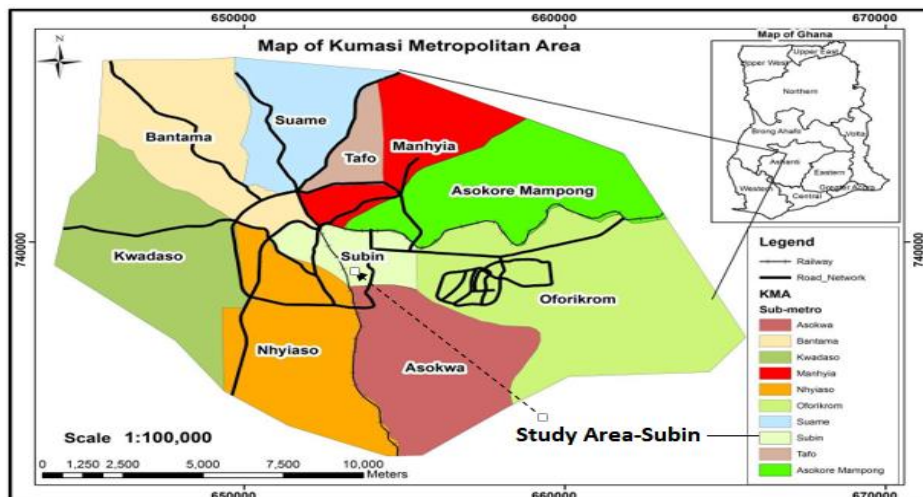 650000 660000 670000
Map of Kumasi Metropolitan Area
N
Map of Ghana
Upper East
Upper West
Northern
Brong Ahafo
Volta
Ashanti
Eastern
Western
Central
Greater Accra
Bantama
Suame
Tafo
Manhyia
Asokore Mampong
740000
740000
Kwadaso
Subin
Oforikrom
Nhyiaso
Asokwa
Legend
Railway
Road_Network
KMA
Sub-metro
Asokwa
Bantama
Kwadaso
Manhyia
Nhyiaso
Oforikrom
Suame
Subin
Tafo
Asokore Mampong
Study Area-Subin
Scale 1:100,000
0 1,250 2,500 5,000 7,500 10,000
Meters
650000 660000 670000